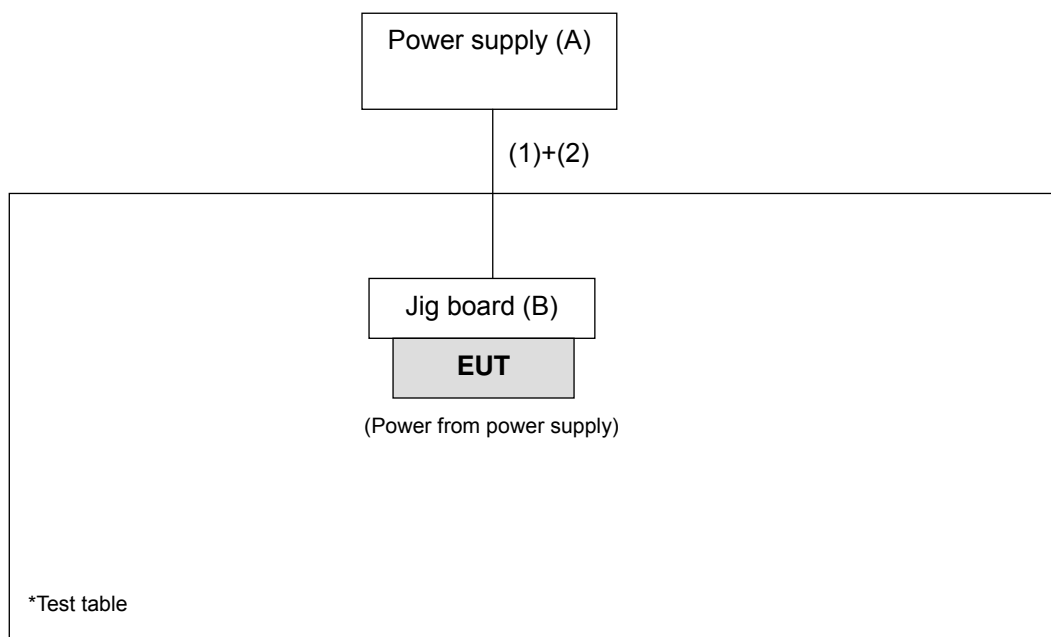 Power supply (A)
(1)+(2)
Jig board (B)
EUT
(Power from power supply)
*Test table